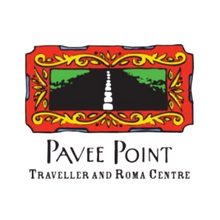 PAVEE POINT
TRAVELLER AND ROMA CENTRE